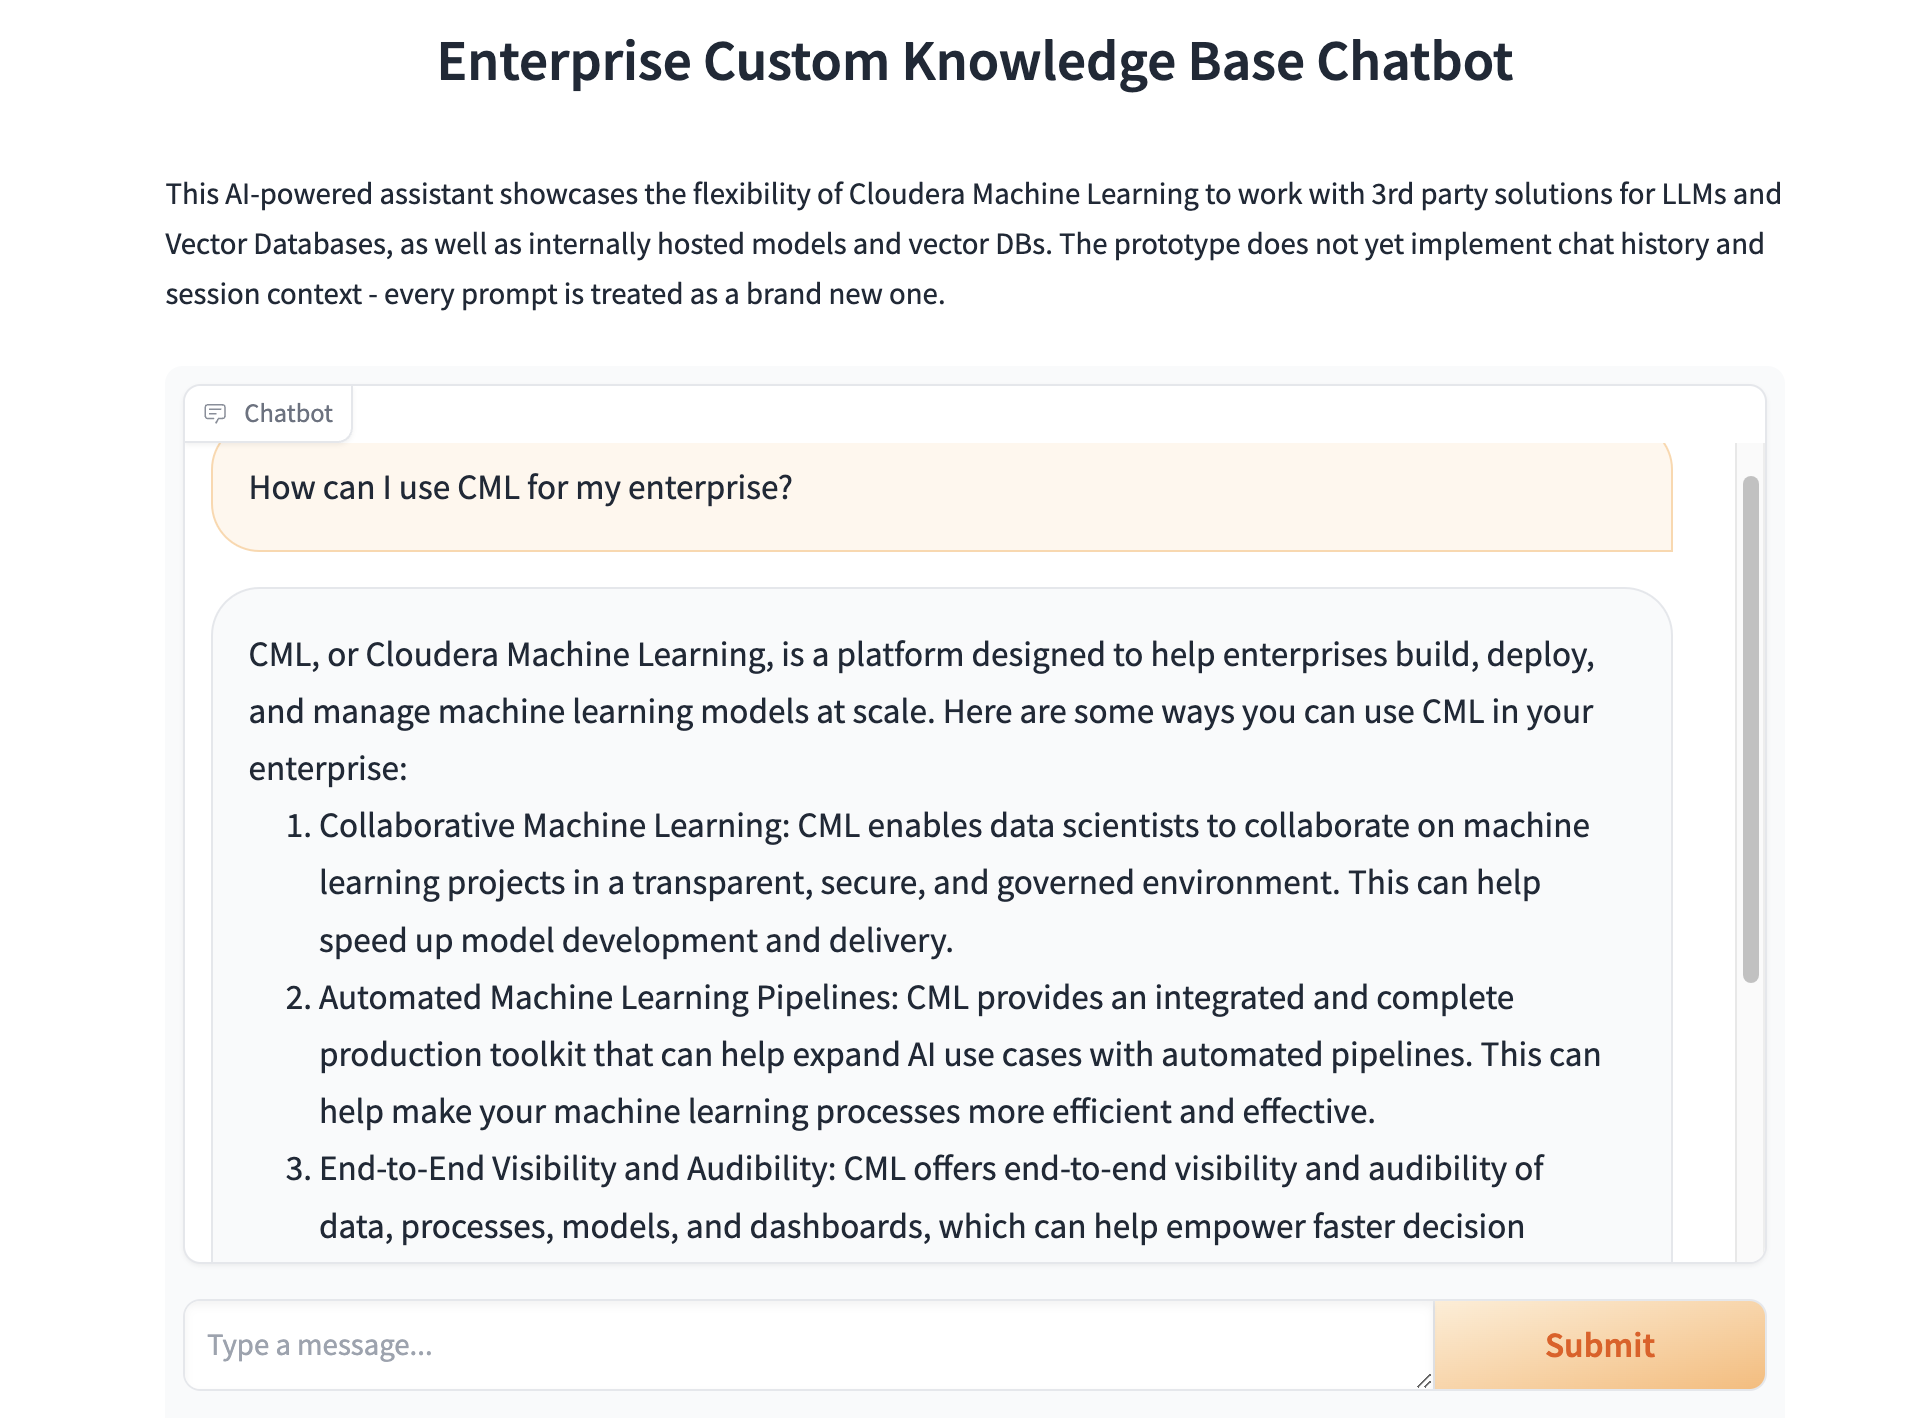 Enterprise Custom Knowledge Base Chatbot
This AI-powered assistant showcases the flexibility of Cloudera Machine Learning to work with 3rd party solutions for LLMs and
Vector Databases, as well as internally hosted models and vector DBs. The prototype does not yet implement chat history and
session context - every prompt is treated as a brand new one.
Chatbot
How can I use CML for my enterprise?
CML, or Cloudera Machine Learning, is a platform designed to help enterprises build, deploy,
and manage machine learning models at scale. Here are some ways you can use CML in your
enterprise:
1. Collaborative Machine Learning: CML enables data scientists to collaborate on machine
learning projects in a transparent, secure, and governed environment. This can help
speed up model development and delivery.
2. Automated Machine Learning Pipelines: CML provides an integrated and complete
production toolkit that can help expand AI use cases with automated pipelines. This can
help make your machine learning processes more efficient and effective.
3. End-to-End Visibility and Audibility: CML offers end-to-end visibility and audibility of
data, processes, models, and dashboards, which can help empower faster decision
Type a message...
Submit